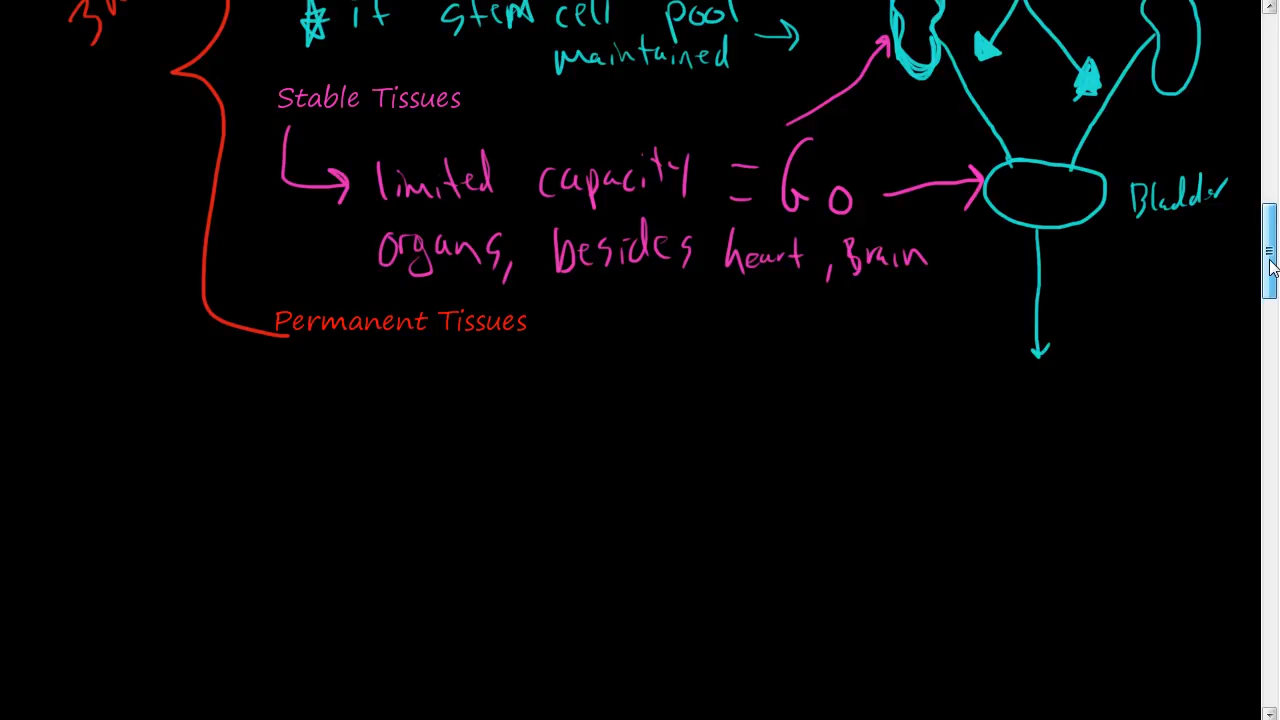 * if stem cell pool
maintained →
Stable Tissues
→ limited capacity = G0
organs, besides heart, Brain
Bladder
Permanent Tissues